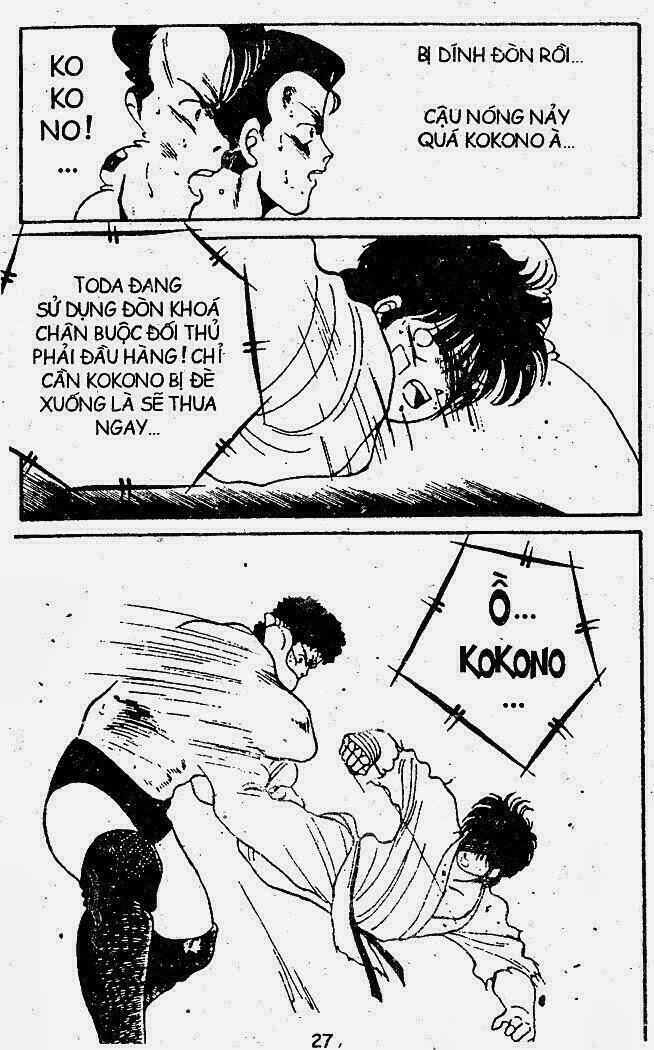 KO
KO
NO!
...
BỊ DÍNH ĐÒN RỒI...
CẬU NÓNG NẢY
QUÁ KOKONO À...
TODA ĐANG
SỬ DỤNG ĐÒN KHOÁ
CHÂN BUỘC ĐỐI THỦ
PHẢI ĐẦU HÀNG! CHỈ
CẦN KOKONO BỊ ĐÈ
XUỐNG LÀ SẼ THUA
NGAY...
Ồ...
KOKONO
...
27